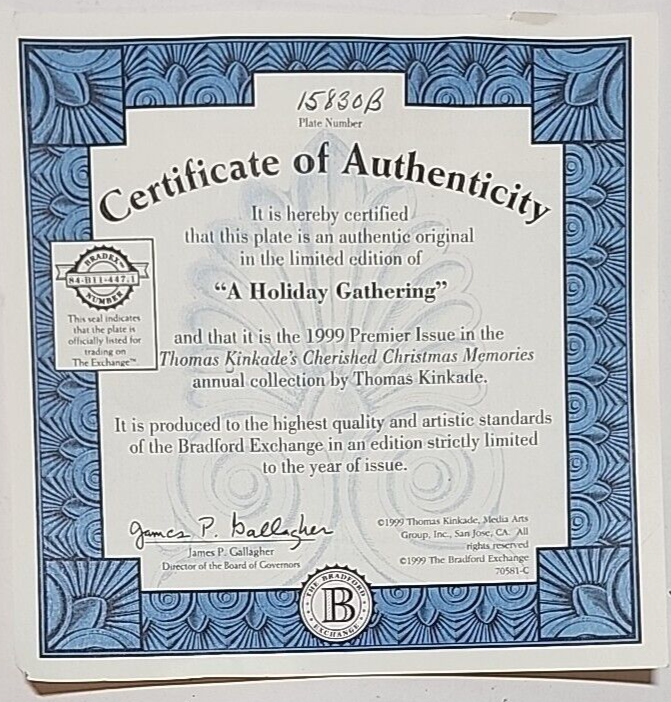 15830B
Plate Number
Certificate of Authenticity
It is hereby certified
that this plate is an authentic original
in the limited edition of
“A Holiday Gathering”
and that it is the 1999 Premier Issue in the
Thomas Kinkade's Cherished Christmas Memories
annual collection by Thomas Kinkade.
It is produced to the highest quality and artistic standards
of the Bradford Exchange in an edition strictly limited
to the year of issue.
BRADEX
84-B11-447.1
NUMBER
This seal indicates
that the plate is
officially listed for
trading on
The Exchange™
James P. Gallagher
James P. Gallagher
Director of the Board of Governors
©1999 Thomas Kinkade, Media Arts
Group, Inc., San Jose, CA. All
rights reserved
©1999 The Bradford Exchange
70581-C
THE BRADFORD
B
EXCHANGE